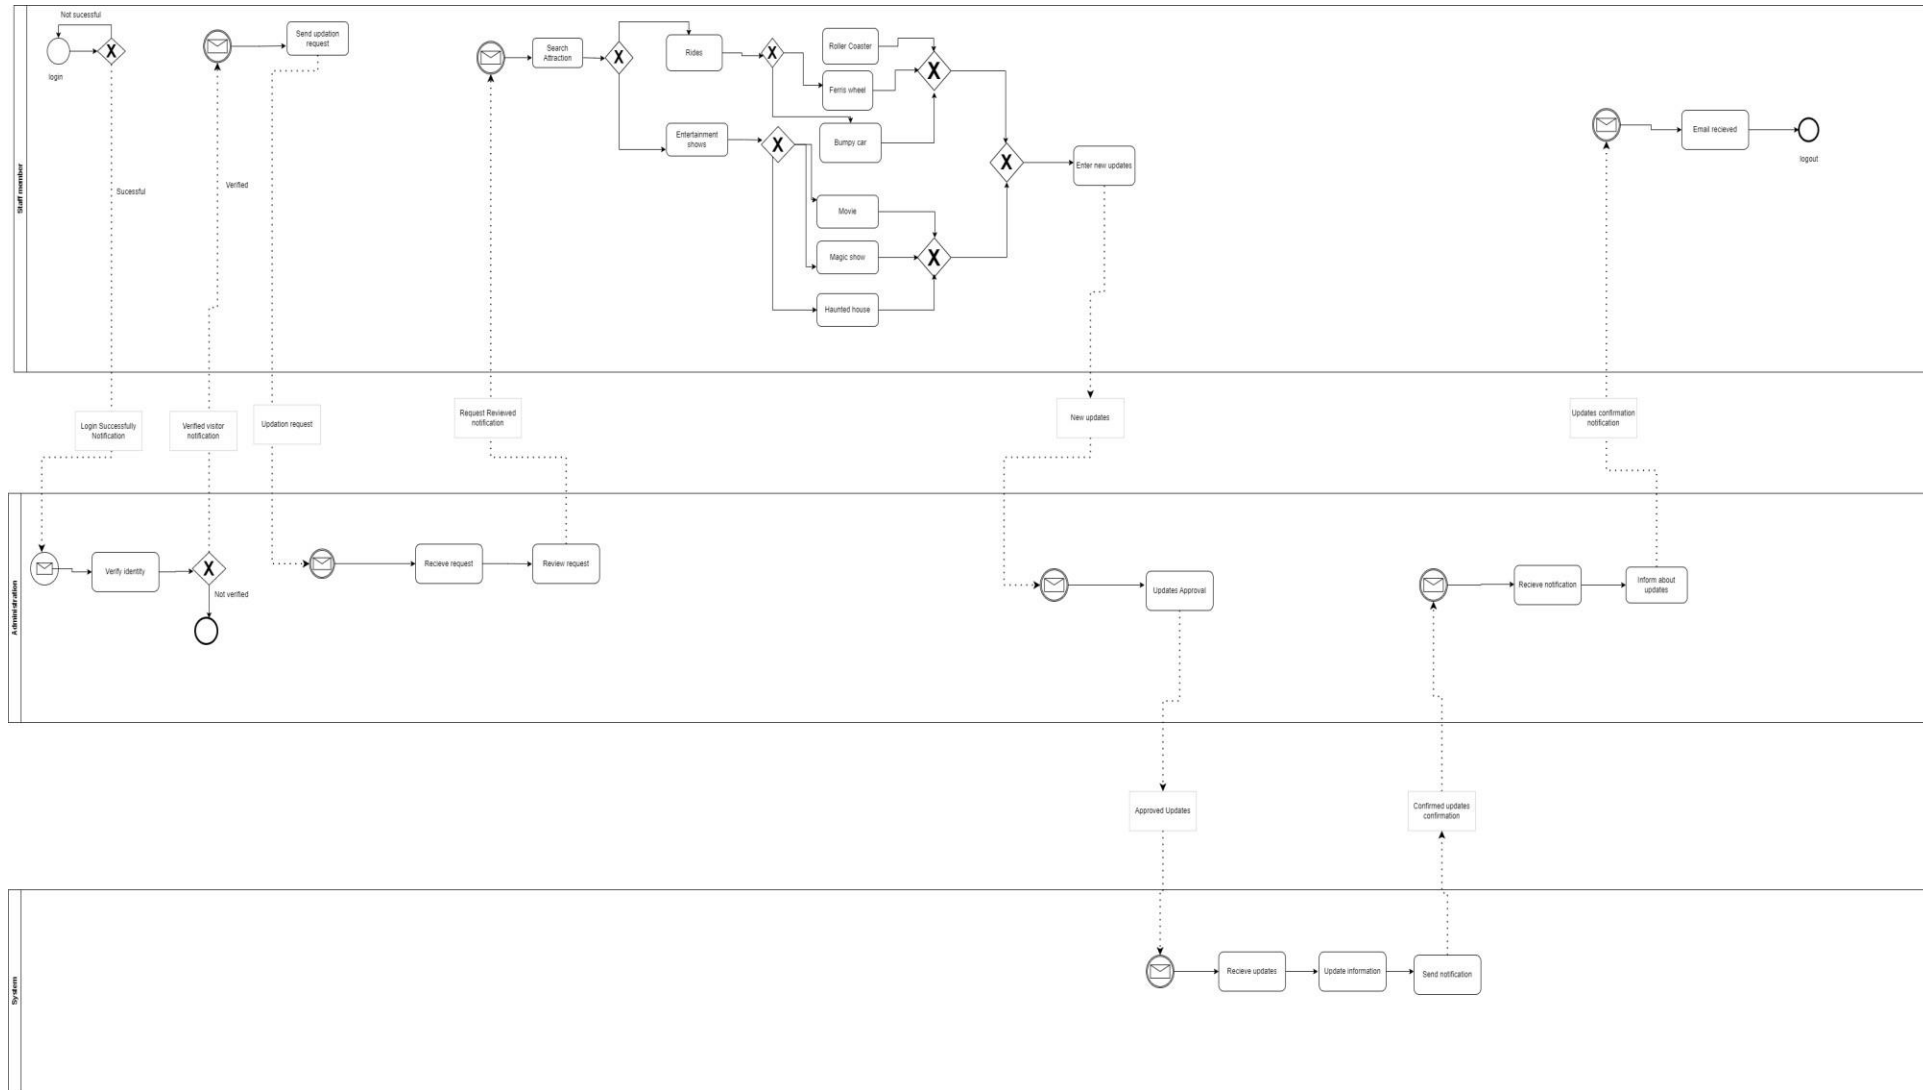 Staff member
Not sucessful
login
Sucessful
Verified
Send updation
request
Search
Attraction
Rides
Entertainment
shows
Roller Coaster
Ferris wheel
Bumpy car
Movie
Magic show
Haunted house
Enter new updates
Email recieved
logout
Login Successfully
Notification
Verified visitor
notification
Updation request
Request Reviewed
notification
New updates
Updates confirmation
notification
Administration
Verify identity
Not verified
Recieve request
Review request
Updates Approval
Recieve notification
Inform about
updates
Approved Updates
Confirmed updates
confirmation
System
Recieve updates
Update information
Send notification